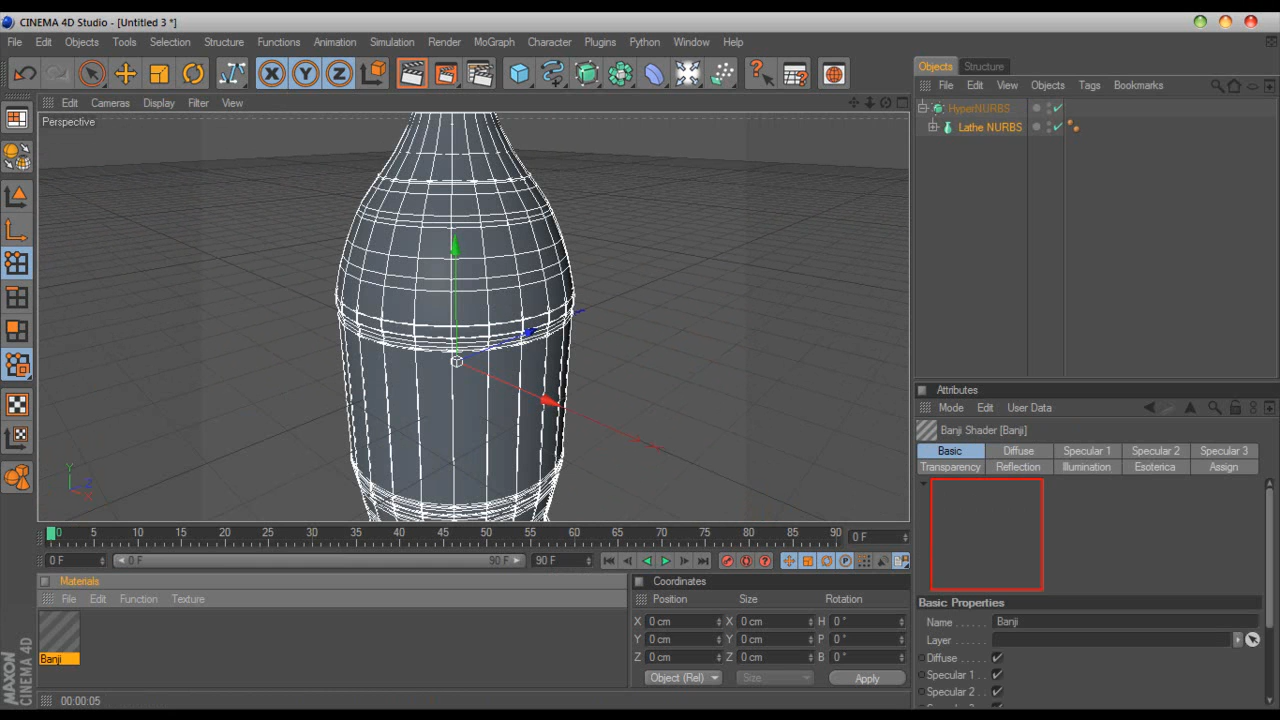 CINEMA 4D Studio - [Untitled 3 *]
File Edit Objects Tools Selection Structure Functions Animation Simulation Render MoGraph Character Plugins Python Window Help
Objects Structure
File Edit View Objects Tags Bookmarks
Edit Cameras Display Filter View
HyperNURBS
Perspective
Lathe NURBS
Y
Z
X
Attributes
Mode Edit User Data
Banji Shader [Banji]
Basic Diffuse Specular 1 Specular 2 Specular 3
Transparency Reflection Illumination Esoterica Assign
0 5 10 15 20 25 30 35 40 45 50 55 60 65 70 75 80 85 90 0 F
0 F 0 F 90 F 90 F
Materials
File Edit Function Texture
Banji
Coordinates
Position Size Rotation
X 0 cm X 0 cm H 0 °
Y 0 cm Y 0 cm P 0 °
Z 0 cm Z 0 cm B 0 °
Object (Rel) Size Apply
Basic Properties
Name Banji
Layer
Diffuse
Specular 1
Specular 2
MAXON
CINEMA 4D
00:00:05